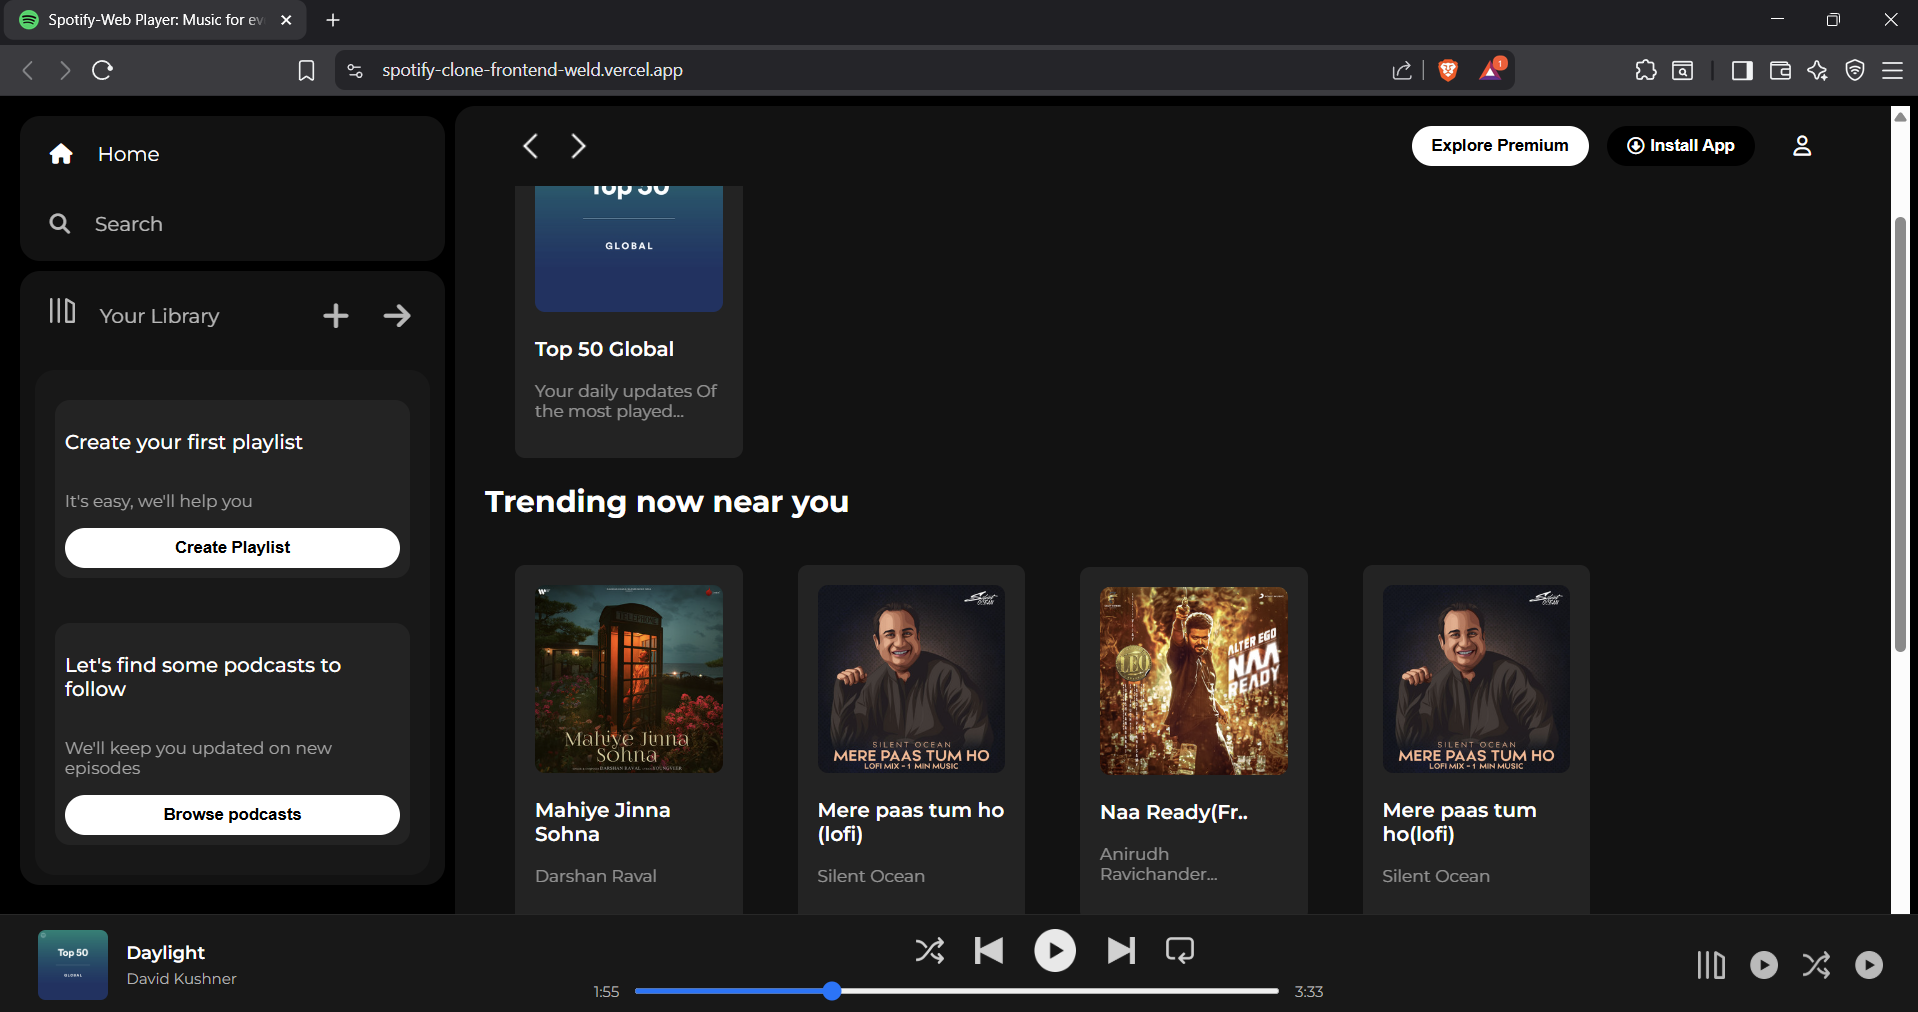 Spotify-Web Player: Music for ev
spotify-clone-frontend-weld.vercel.app
1
Home
Search
Your Library
Create your first playlist
It's easy, we'll help you
Create Playlist
Let's find some podcasts to
follow
We'll keep you updated on new
episodes
Browse podcasts
Explore Premium
Install App
Top 50
GLOBAL
Top 50 Global
Your daily updates Of
the most played...
Trending now near you
Mahiye Jinna
Sohna
Mahiye Jinna
Sohna
Darshan Raval
Silent
OCEAN
SILENT OCEAN
MERE PAAS TUM HO
LOFI MIX - 1 MIN MUSIC
Mere paas tum ho
(lofi)
Silent Ocean
LEO
ALTER EGO
NAA
READY
Naa Ready(Fr..
Anirudh
Ravichander...
Silent
OCEAN
SILENT OCEAN
MERE PAAS TUM HO
LOFI MIX - 1 MIN MUSIC
Mere paas tum
ho(lofi)
Silent Ocean
Top 50
GLOBAL
Daylight
David Kushner
1:55
3:33